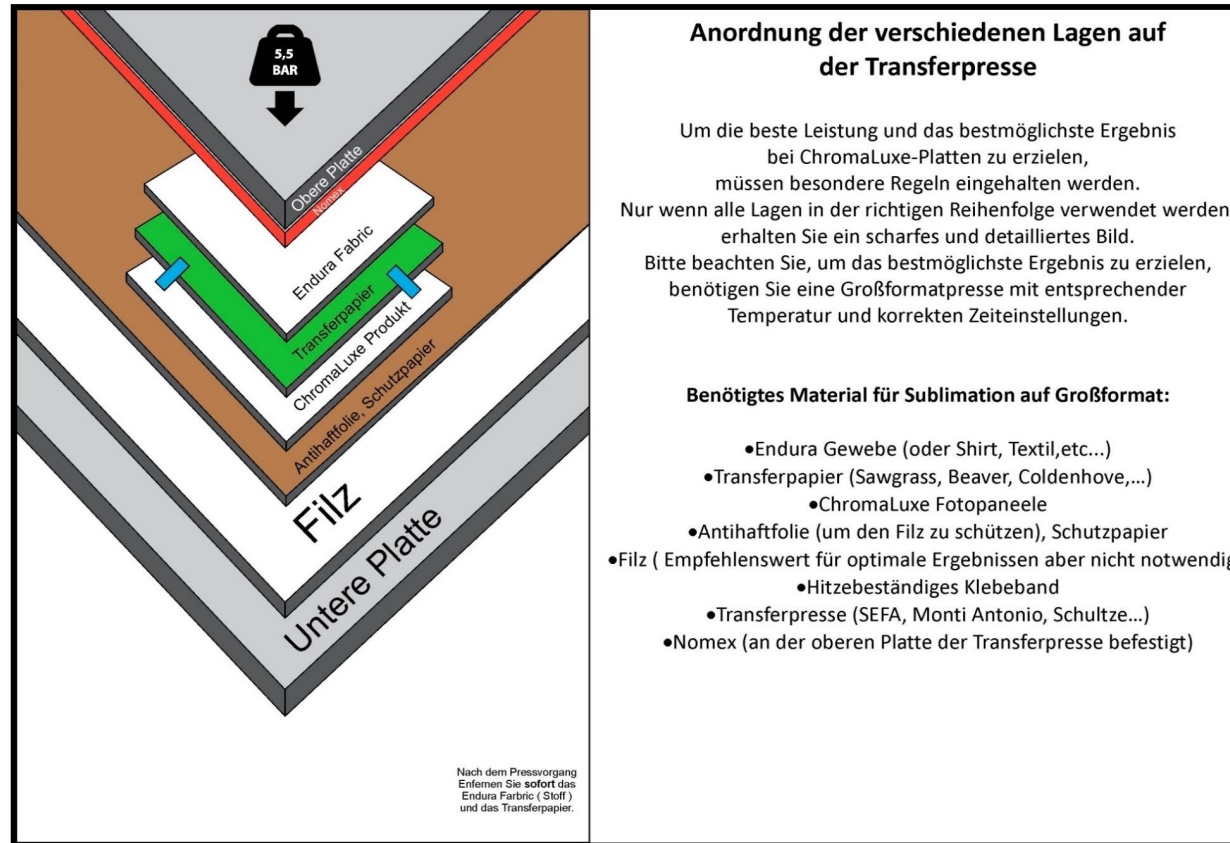 5,5
BAR
Obere Platte
Nomex
Endura Fabric
Transferpapier
ChromaLuxe Produkt
Antihaftfolie, Schutzpapier
Filz
Untere Platte
Nach dem Pressvorgang
Enfernen Sie sofort das
Endura Farbric ( Stoff )
und das Transferpapier.
Anordnung der verschiedenen Lagen auf
der Transferpresse
Um die beste Leistung und das bestmöglichste Ergebnis
bei ChromaLuxe-Platten zu erzielen,
müssen besondere Regeln eingehalten werden.
Nur wenn alle Lagen in der richtigen Reihenfolge verwendet werden
erhalten Sie ein scharfes und detailliertes Bild.
Bitte beachten Sie, um das bestmöglichste Ergebnis zu erzielen,
benötigen Sie eine Großformatpresse mit entsprechender
Temperatur und korrekten Zeiteinstellungen.
Benötigtes Material für Sublimation auf Großformat:
•Endura Gewebe (oder Shirt, Textil,etc...)
•Transferpapier (Sawgrass, Beaver, Coldenhove,…)
•ChromaLuxe Fotopaneele
•Antihaftfolie (um den Filz zu schützen), Schutzpapier
•Filz ( Empfehlenswert für optimale Ergebnissen aber nicht notwendig
•Hitzebeständiges Klebeband
•Transferpresse (SEFA, Monti Antonio, Schultze…)
•Nomex (an der oberen Platte der Transferpresse befestigt)